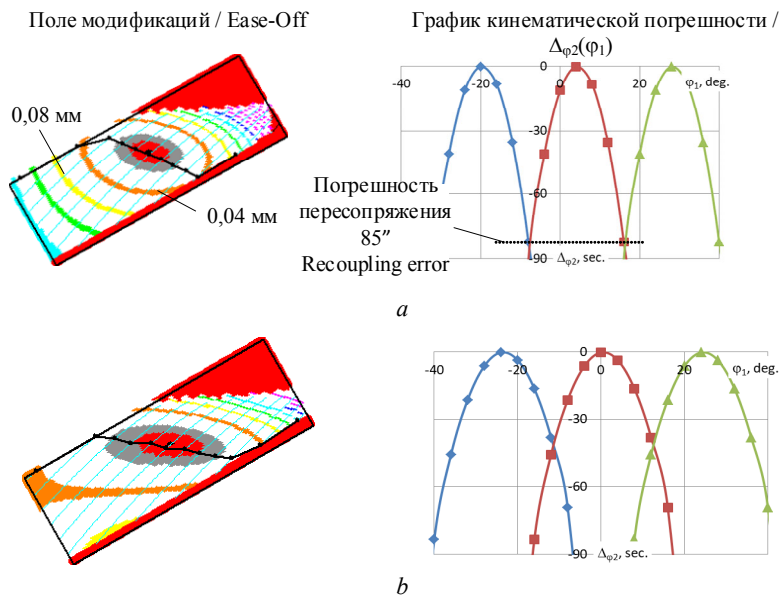 Поле модификаций / Ease-Off
График кинематической погрешности /
Δφ2(φ1)
0,08 мм
0,04 мм
-40
-20
0
20
φ1, deg.
0
-30
-60
-90
Δφ2, sec.
Погрешность
пересопряжения
85″
Recoupling error
a
-40
-20
0
20
φ1, deg.
0
-30
-60
-90
Δφ2, sec.
b